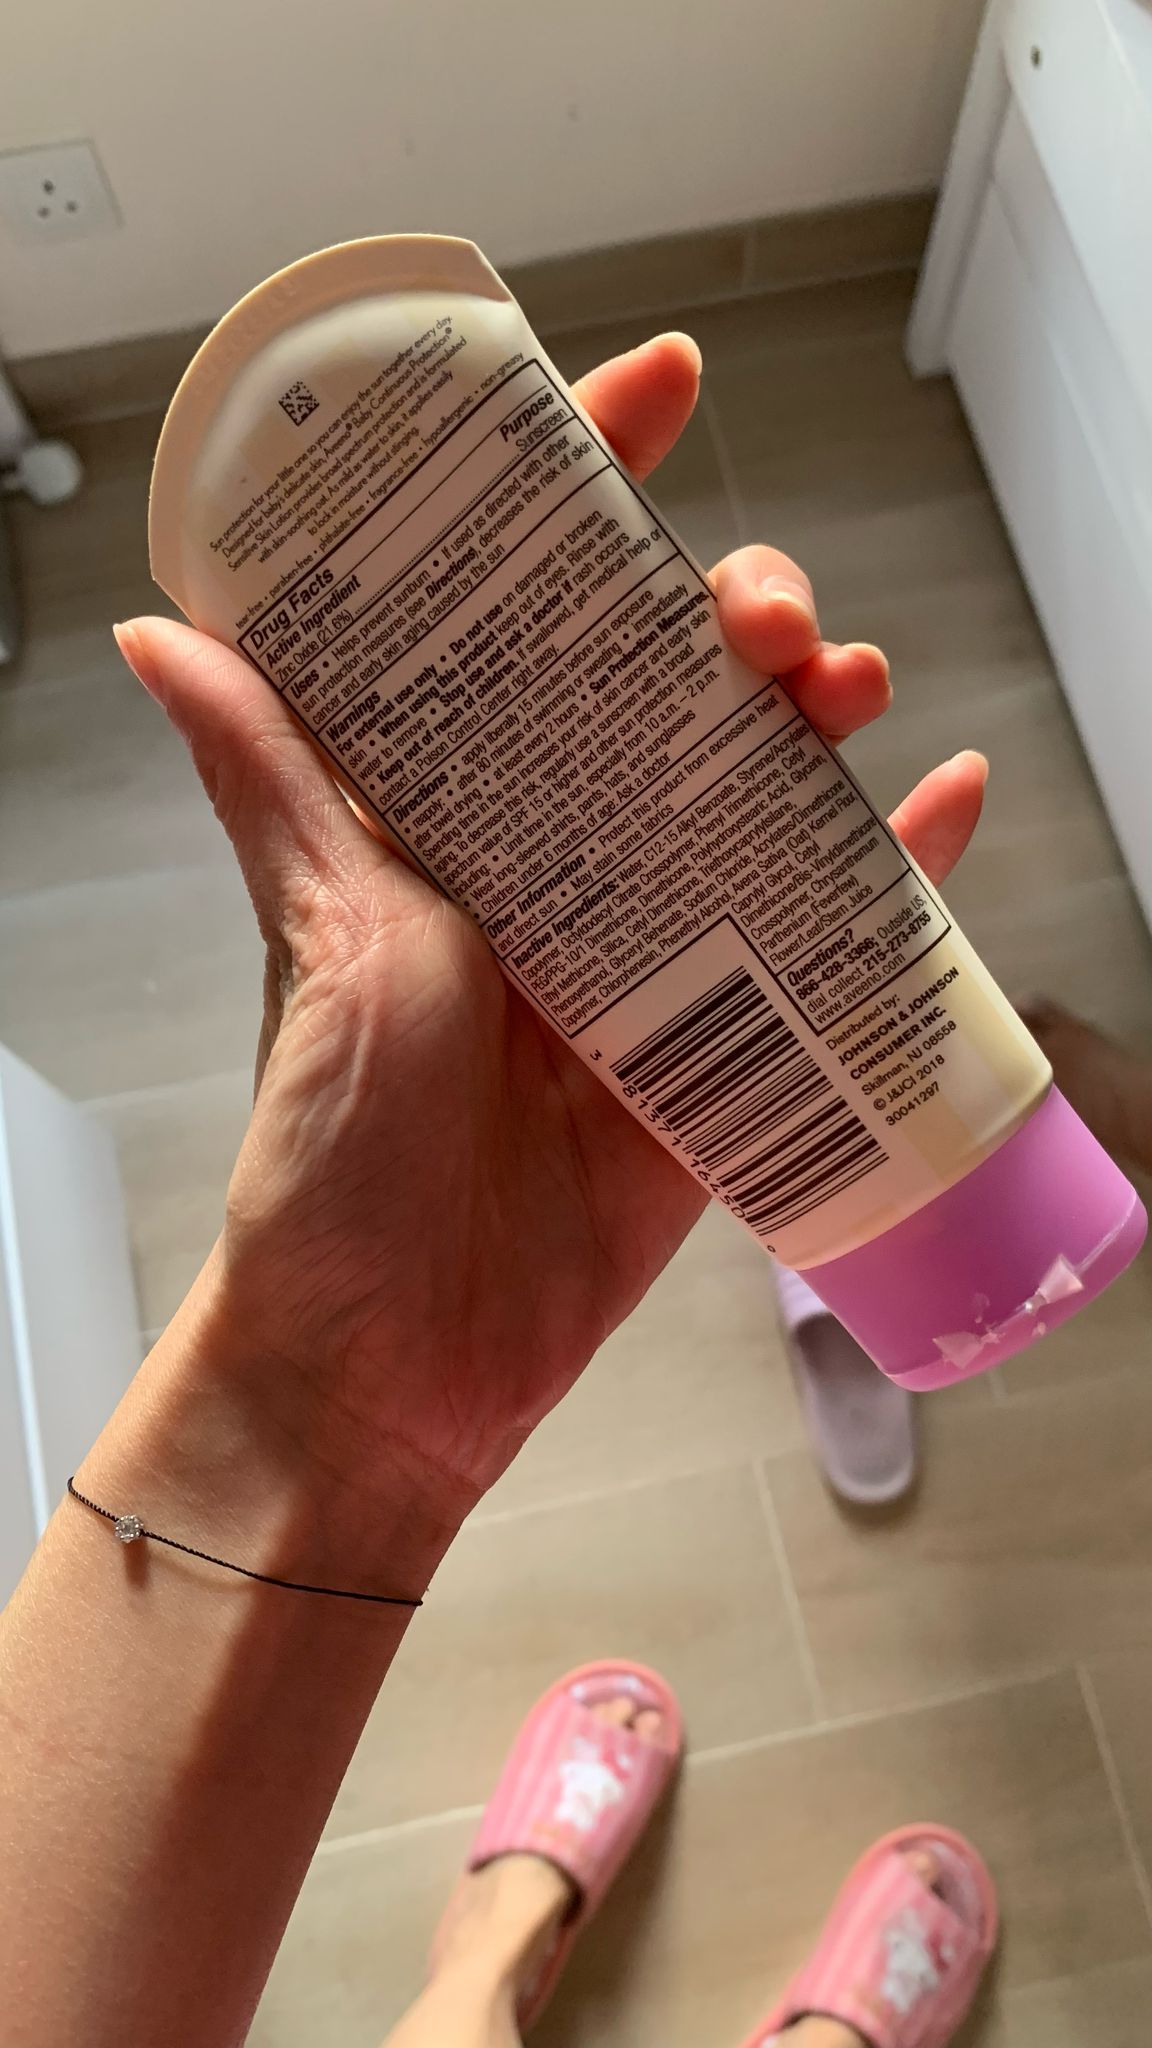 Sun protection for your little one so you can enjoy the sun together every day.
Designed for baby's delicate skin, Aveeno® Baby Continuous Protection®
Sensitive Skin Lotion provides broad spectrum protection and is formulated
with skin-soothing oat. As mild as water to skin, it applies easily
to lock in moisture without stinging.
tear-free • paraben-free • phthalate-free • fragrance-free • hypoallergenic • non-greasy
Drug Facts
Active Ingredient Purpose
Zinc Oxide (21.6%) Sunscreen
Uses • Helps prevent sunburn • If used as directed with other
sun protection measures (see Directions), decreases the risk of skin
cancer and early skin aging caused by the sun
Warnings
For external use only • Do not use on damaged or broken
skin • When using this product keep out of eyes. Rinse with
water to remove • Stop use and ask a doctor if rash occurs
• Keep out of reach of children. If swallowed, get medical help or
contact a Poison Control Center right away.
Directions • apply liberally 15 minutes before sun exposure
• reapply: • after 80 minutes of swimming or sweating • immediately
after towel drying • at least every 2 hours • Sun Protection Measures.
Spending time in the sun increases your risk of skin cancer and early skin
aging. To decrease this risk, regularly use a sunscreen with a broad
spectrum value of SPF 15 or higher and other sun protection measures
including: • Limit time in the sun, especially from 10 a.m. – 2 p.m.
• Wear long-sleeved shirts, pants, hats, and sunglasses
• Children under 6 months of age: Ask a doctor
Other Information • Protect this product from excessive heat
and direct sun • May stain some fabrics
Inactive Ingredients: Water, C12-15 Alkyl Benzoate, Styrene/Acrylates
Copolymer, Octyldodecyl Citrate Crosspolymer, Phenyl Trimethicone, Cetyl
PEG/PPG-10/1 Dimethicone, Dimethicone, Polyhydroxystearic Acid, Glycerin,
Ethyl Methicone, Silica, Cetyl Dimethicone, Triethoxycaprylylsilane,
Phenoxyethanol, Glyceryl Behenate, Sodium Chloride, Acrylates/Dimethicone
Copolymer, Chlorphenesin, Phenethyl Alcohol, Avena Sativa (Oat) Kernel Flour,
Caprylyl Glycol, Cetyl
Dimethicone/Bis-Vinyldimethicone
Crosspolymer, Chrysanthemum
Parthenium (Feverfew)
Flower/Leaf/Stem Juice
Questions?
866-428-3366; Outside US,
dial collect 215-273-8755
www.aveeno.com
Distributed by:
JOHNSON & JOHNSON
CONSUMER INC.
Skillman, NJ 08558
© J&JCI 2018
30041297
3 81371 16450 0